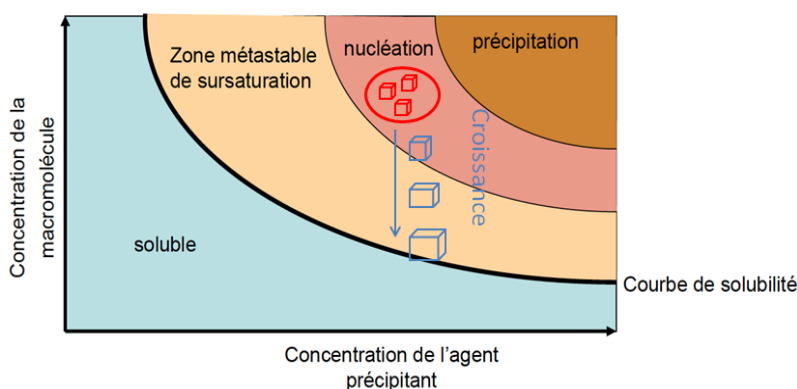 Concentration de la
macromolécule
Zone métastable
de sursaturation
nucléation
précipitation
Croissance
soluble
Courbe de solubilité
Concentration de l'agent
précipitant